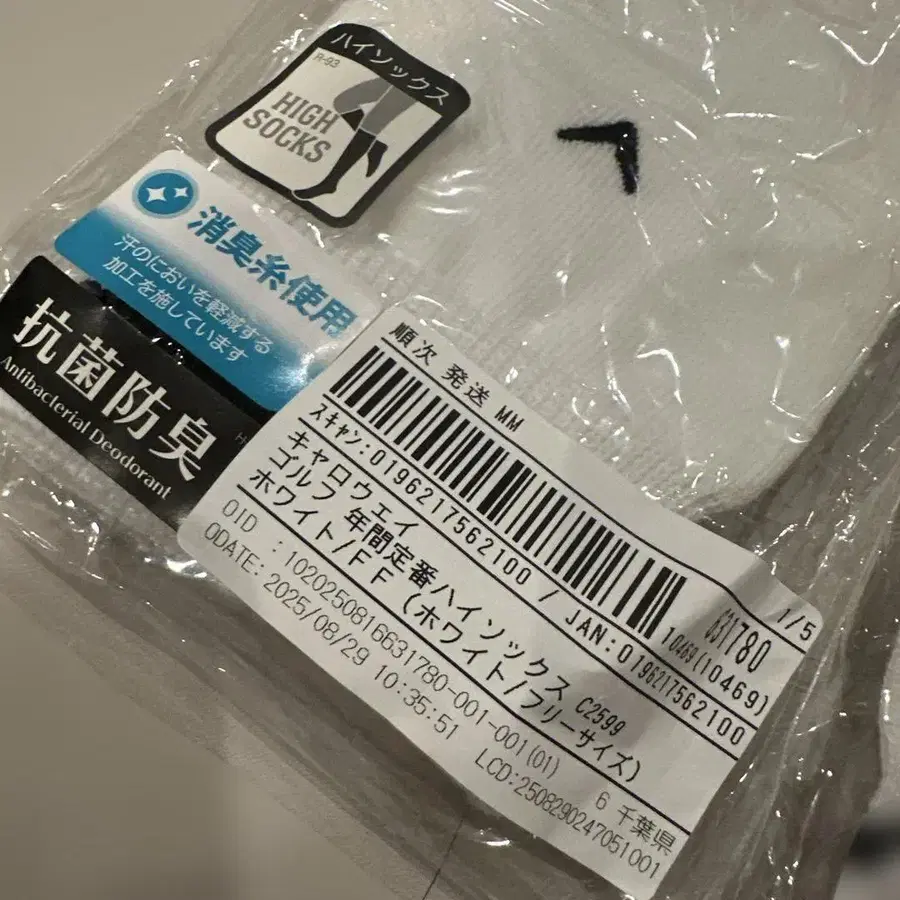 ハイソックス
R-93
HIGH
SOCKS
消臭糸使用
汗のにおいを軽減する
加工を施しています
抗菌防臭
Antibacterial Deodorant
順次 発送 MM
631780
1/5
10469(10469)
スキャン:0196217562100 / JAN:0196217562100
キャロウェイ
ゴルフ 年間定番ハイソックス C2599
ホワイト/FF (ホワイト/フリーサイズ)
OID : 1020250816631780-001-001(01)
6 千葉県
ODATE: 2025/08/29 10:35:51
LCD:250829024705１001